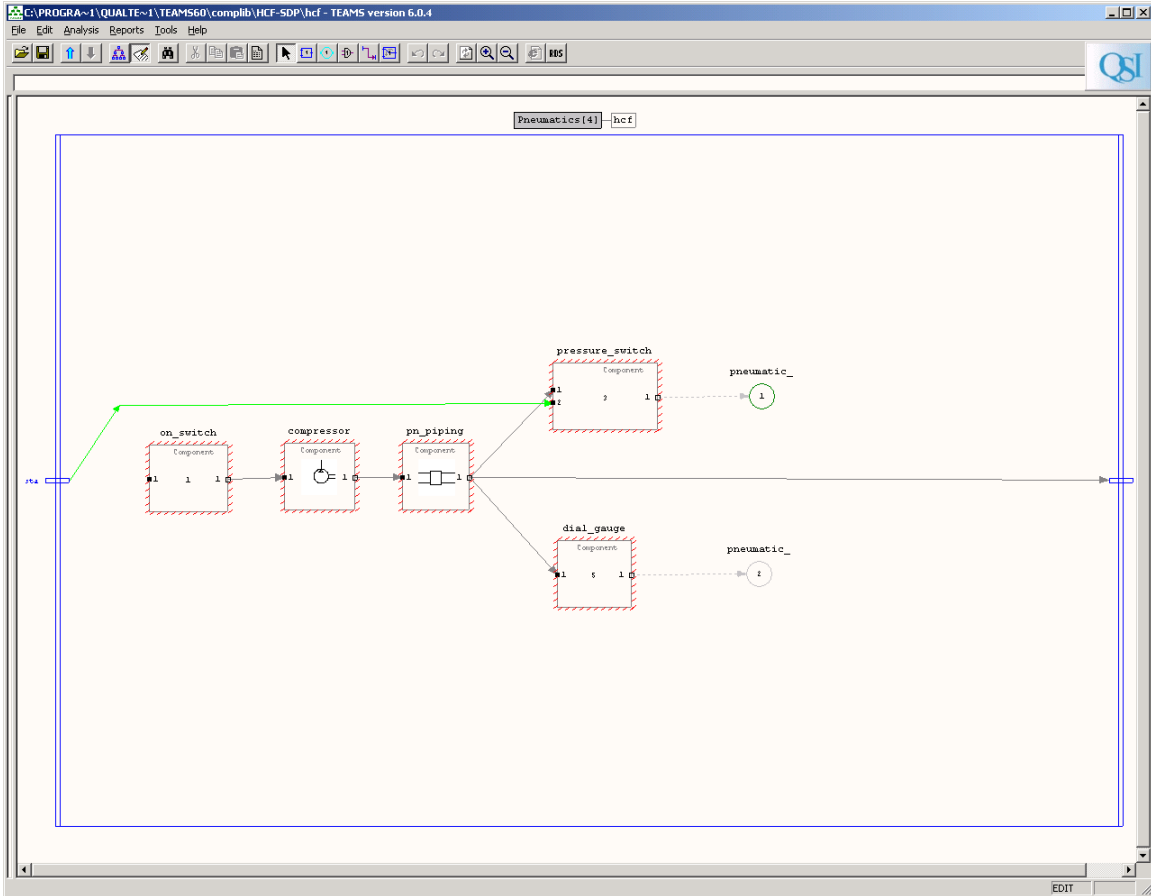 C:\PROGRA~1\QUALTE~1\TEAMS60\complib\HCF-SDP\hcf - TEAMS version 6.0.4
File Edit Analysis Reports Tools Help
RDS
QSI
Pneumatics[4] hcf
pressure_switch
Component
pneumatic_
1
2
1
1
on_switch
compressor
pn_piping
Component
Component
Component
1 1 1
1 1
1 1
dial_gauge
Component
pneumatic_
1 5 1
2
EDIT